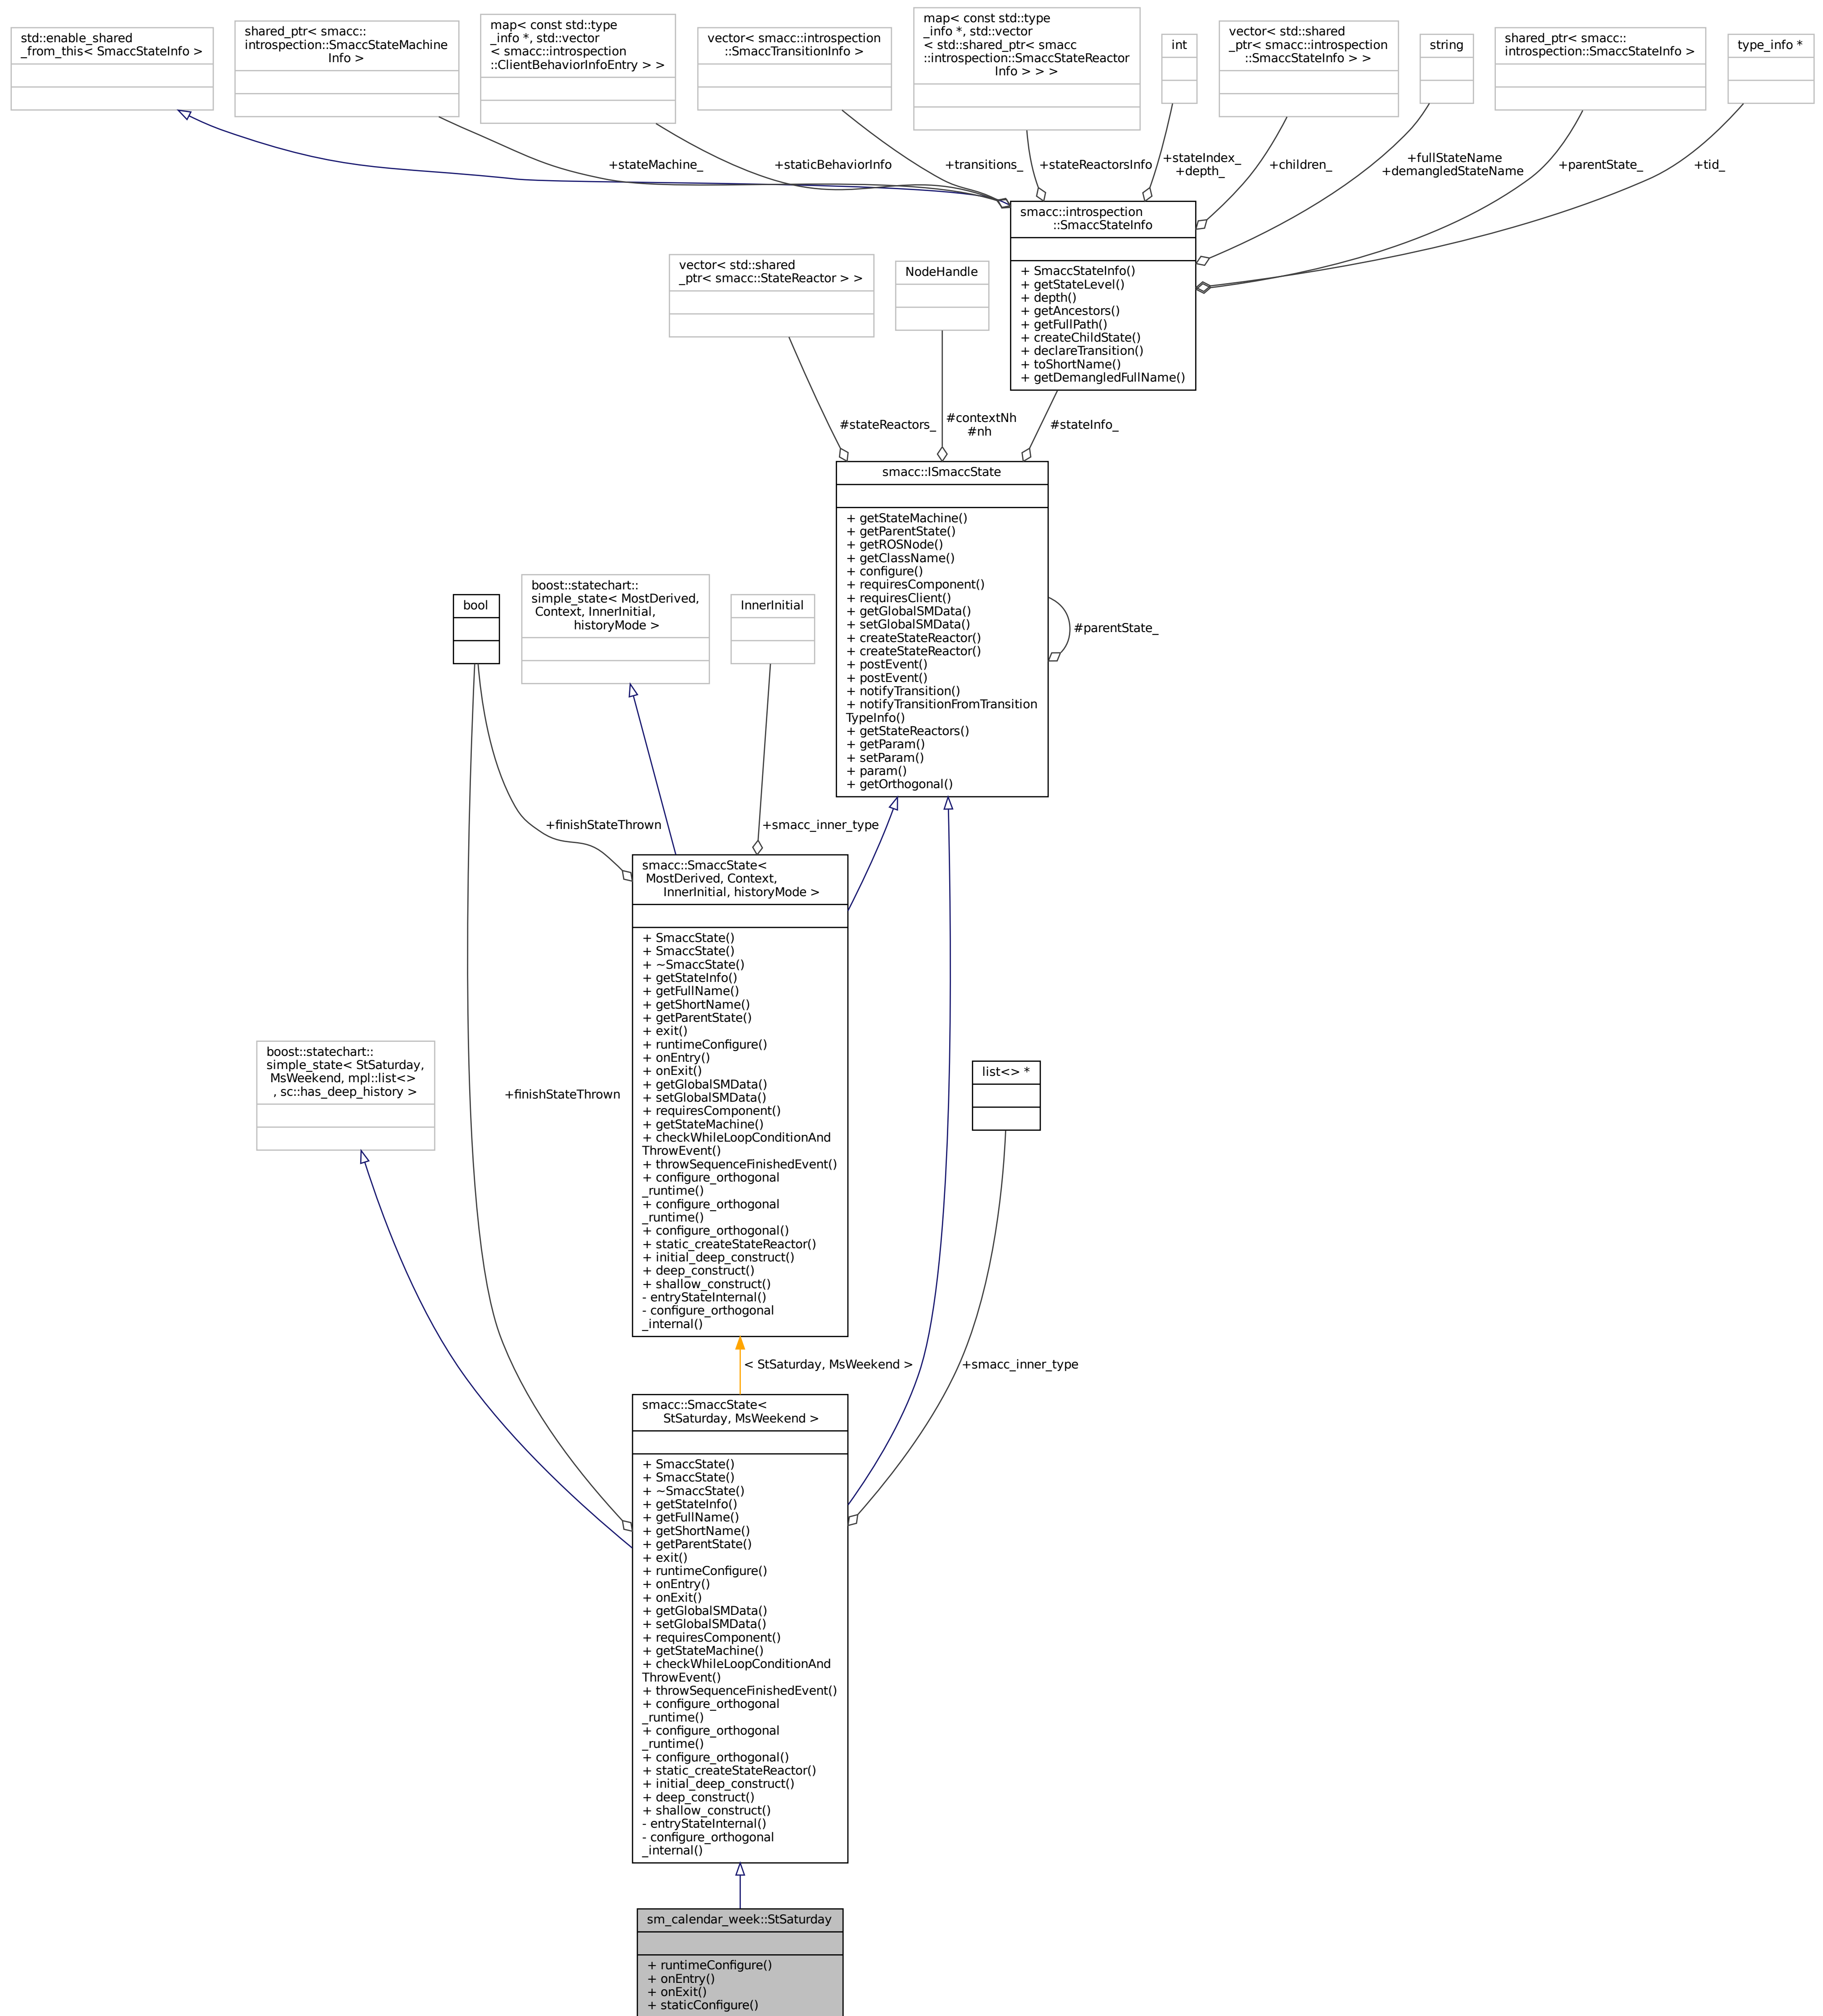 std::enable_shared
_from_this< SmaccStateInfo >
shared_ptr< smacc::
introspection::SmaccStateMachine
Info >
map< const std::type
_info *, std::vector
< smacc::introspection
::ClientBehaviorInfoEntry > >
vector< smacc::introspection
::SmaccTransitionInfo >
map< const std::type
_info *, std::vector
< std::shared_ptr< smacc
::introspection::SmaccStateReactor
Info > > >
int
vector< std::shared
_ptr< smacc::introspection
::SmaccStateInfo > >
string
shared_ptr< smacc::
introspection::SmaccStateInfo >
type_info *
+stateMachine_
+staticBehaviorInfo
+transitions_
+stateReactorsInfo
+stateIndex_
+depth_
+children_
+fullStateName
+demangledStateName
+parentState_
+tid_
smacc::introspection
::SmaccStateInfo
+ SmaccStateInfo()
+ getStateLevel()
+ depth()
+ getAncestors()
+ getFullPath()
+ createChildState()
+ declareTransition()
+ toShortName()
+ getDemangledFullName()
vector< std::shared
_ptr< smacc::StateReactor > >
NodeHandle
#stateReactors_
#contextNh
#nh
#stateInfo_
smacc::ISmaccState
+ getStateMachine()
+ getParentState()
+ getROSNode()
+ getClassName()
+ configure()
+ requiresComponent()
+ requiresClient()
+ getGlobalSMData()
+ setGlobalSMData()
+ createStateReactor()
+ createStateReactor()
+ postEvent()
+ postEvent()
+ notifyTransition()
+ notifyTransitionFromTransition
TypeInfo()
+ getStateReactors()
+ getParam()
+ setParam()
+ param()
+ getOrthogonal()
#parentState_
bool
boost::statechart::
simple_state< MostDerived,
Context, InnerInitial,
historyMode >
InnerInitial
+finishStateThrown
+smacc_inner_type
smacc::SmaccState<
MostDerived, Context,
InnerInitial, historyMode >
+ SmaccState()
+ SmaccState()
+ ~SmaccState()
+ getStateInfo()
+ getFullName()
+ getShortName()
+ getParentState()
+ exit()
+ runtimeConfigure()
+ onEntry()
+ onExit()
+ getGlobalSMData()
+ setGlobalSMData()
+ requiresComponent()
+ getStateMachine()
+ checkWhileLoopConditionAnd
ThrowEvent()
+ throwSequenceFinishedEvent()
+ configure_orthogonal
_runtime()
+ configure_orthogonal
_runtime()
+ configure_orthogonal()
+ static_createStateReactor()
+ initial_deep_construct()
+ deep_construct()
+ shallow_construct()
- entryStateInternal()
- configure_orthogonal
_internal()
boost::statechart::
simple_state< StSaturday,
MsWeekend, mpl::list<>
, sc::has_deep_history >
+finishStateThrown
list<> *
< StSaturday, MsWeekend >
+smacc_inner_type
smacc::SmaccState<
StSaturday, MsWeekend >
+ SmaccState()
+ SmaccState()
+ ~SmaccState()
+ getStateInfo()
+ getFullName()
+ getShortName()
+ getParentState()
+ exit()
+ runtimeConfigure()
+ onEntry()
+ onExit()
+ getGlobalSMData()
+ setGlobalSMData()
+ requiresComponent()
+ getStateMachine()
+ checkWhileLoopConditionAnd
ThrowEvent()
+ throwSequenceFinishedEvent()
+ configure_orthogonal
_runtime()
+ configure_orthogonal
_runtime()
+ configure_orthogonal()
+ static_createStateReactor()
+ initial_deep_construct()
+ deep_construct()
+ shallow_construct()
- entryStateInternal()
- configure_orthogonal
_internal()
sm_calendar_week::StSaturday
+ runtimeConfigure()
+ onEntry()
+ onExit()
+ staticConfigure()